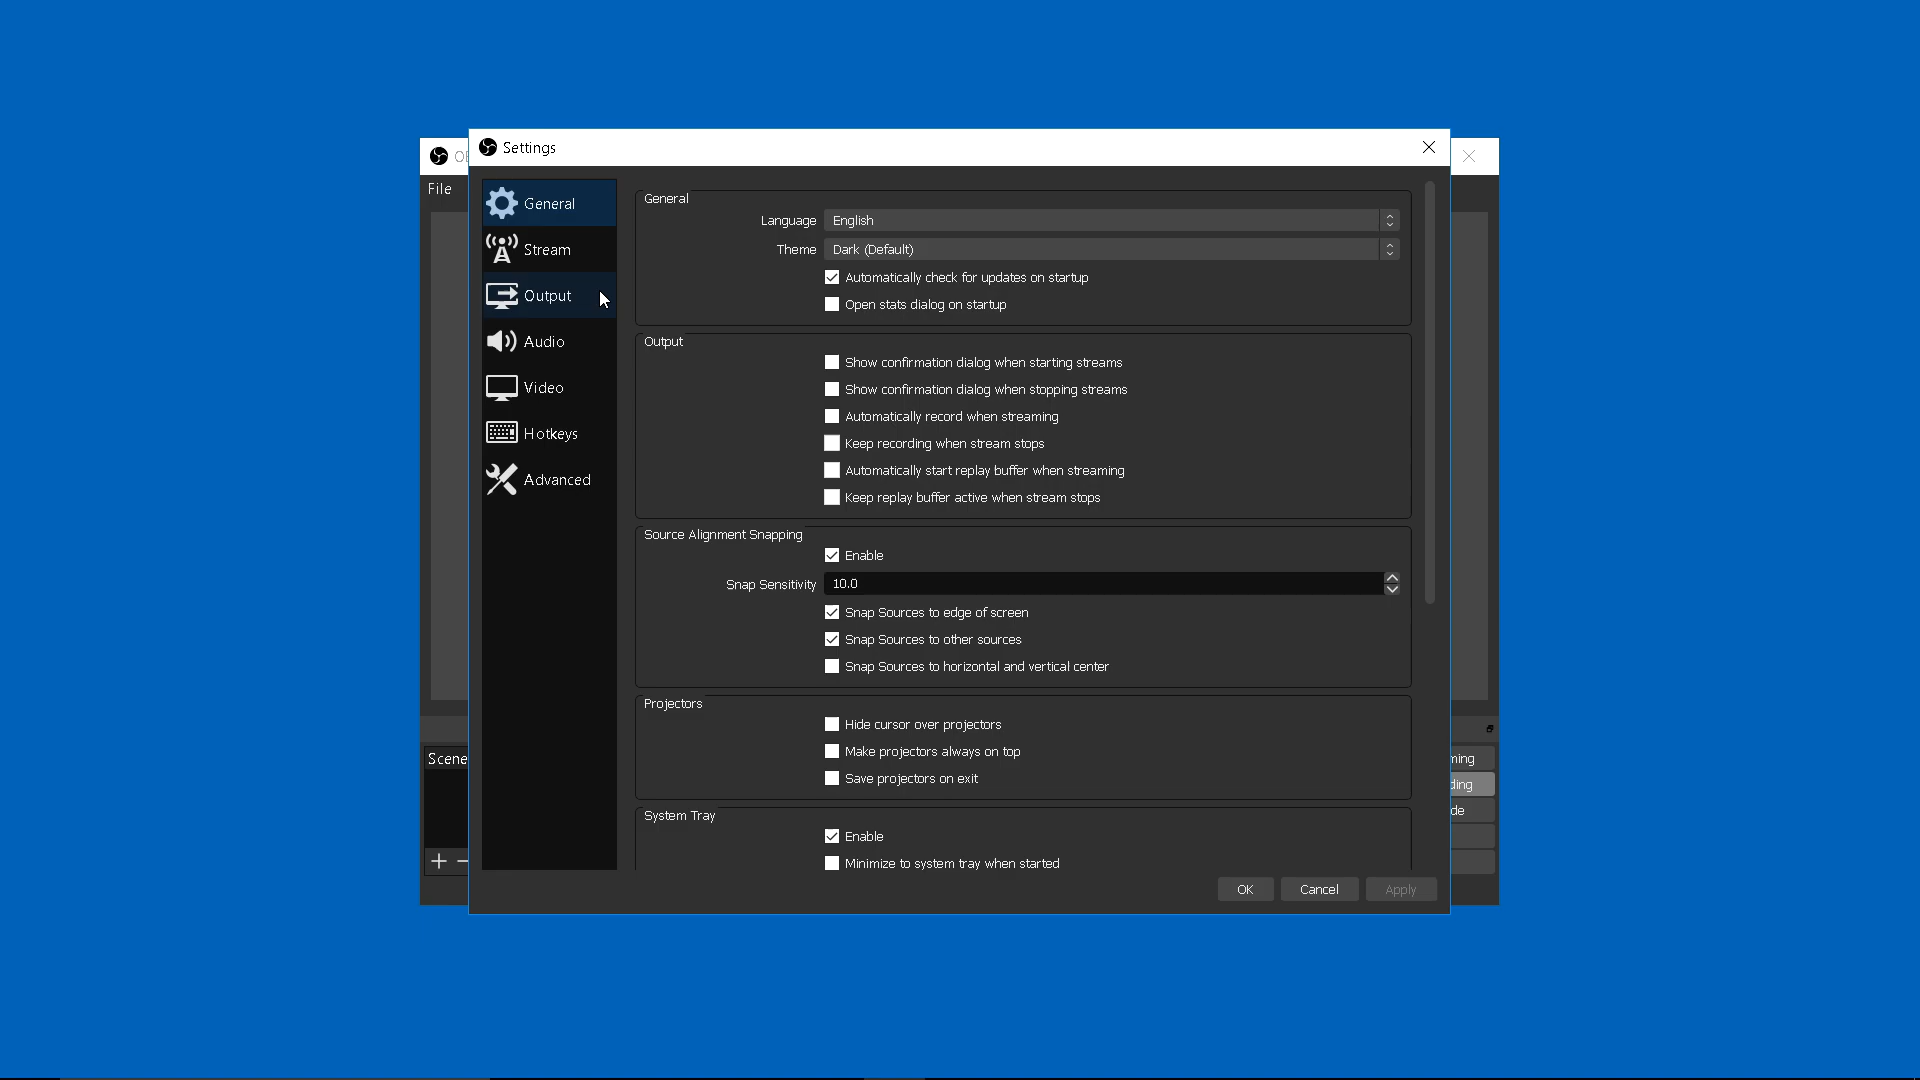 Settings
File
General
Stream
Output
Audio
Video
Hotkeys
Advanced
General
Language English
Theme Dark (Default)
Automatically check for updates on startup
Open stats dialog on startup
Output
Show confirmation dialog when starting streams
Show confirmation dialog when stopping streams
Automatically record when streaming
Keep recording when stream stops
Automatically start replay buffer when streaming
Keep replay buffer active when stream stops
Source Alignment Snapping
Enable
Snap Sensitivity 10.0
Snap Sources to edge of screen
Snap Sources to other sources
Snap Sources to horizontal and vertical center
Projectors
Hide cursor over projectors
Make projectors always on top
Save projectors on exit
System Tray
Enable
Minimize to system tray when started
Scene
OK Cancel Apply